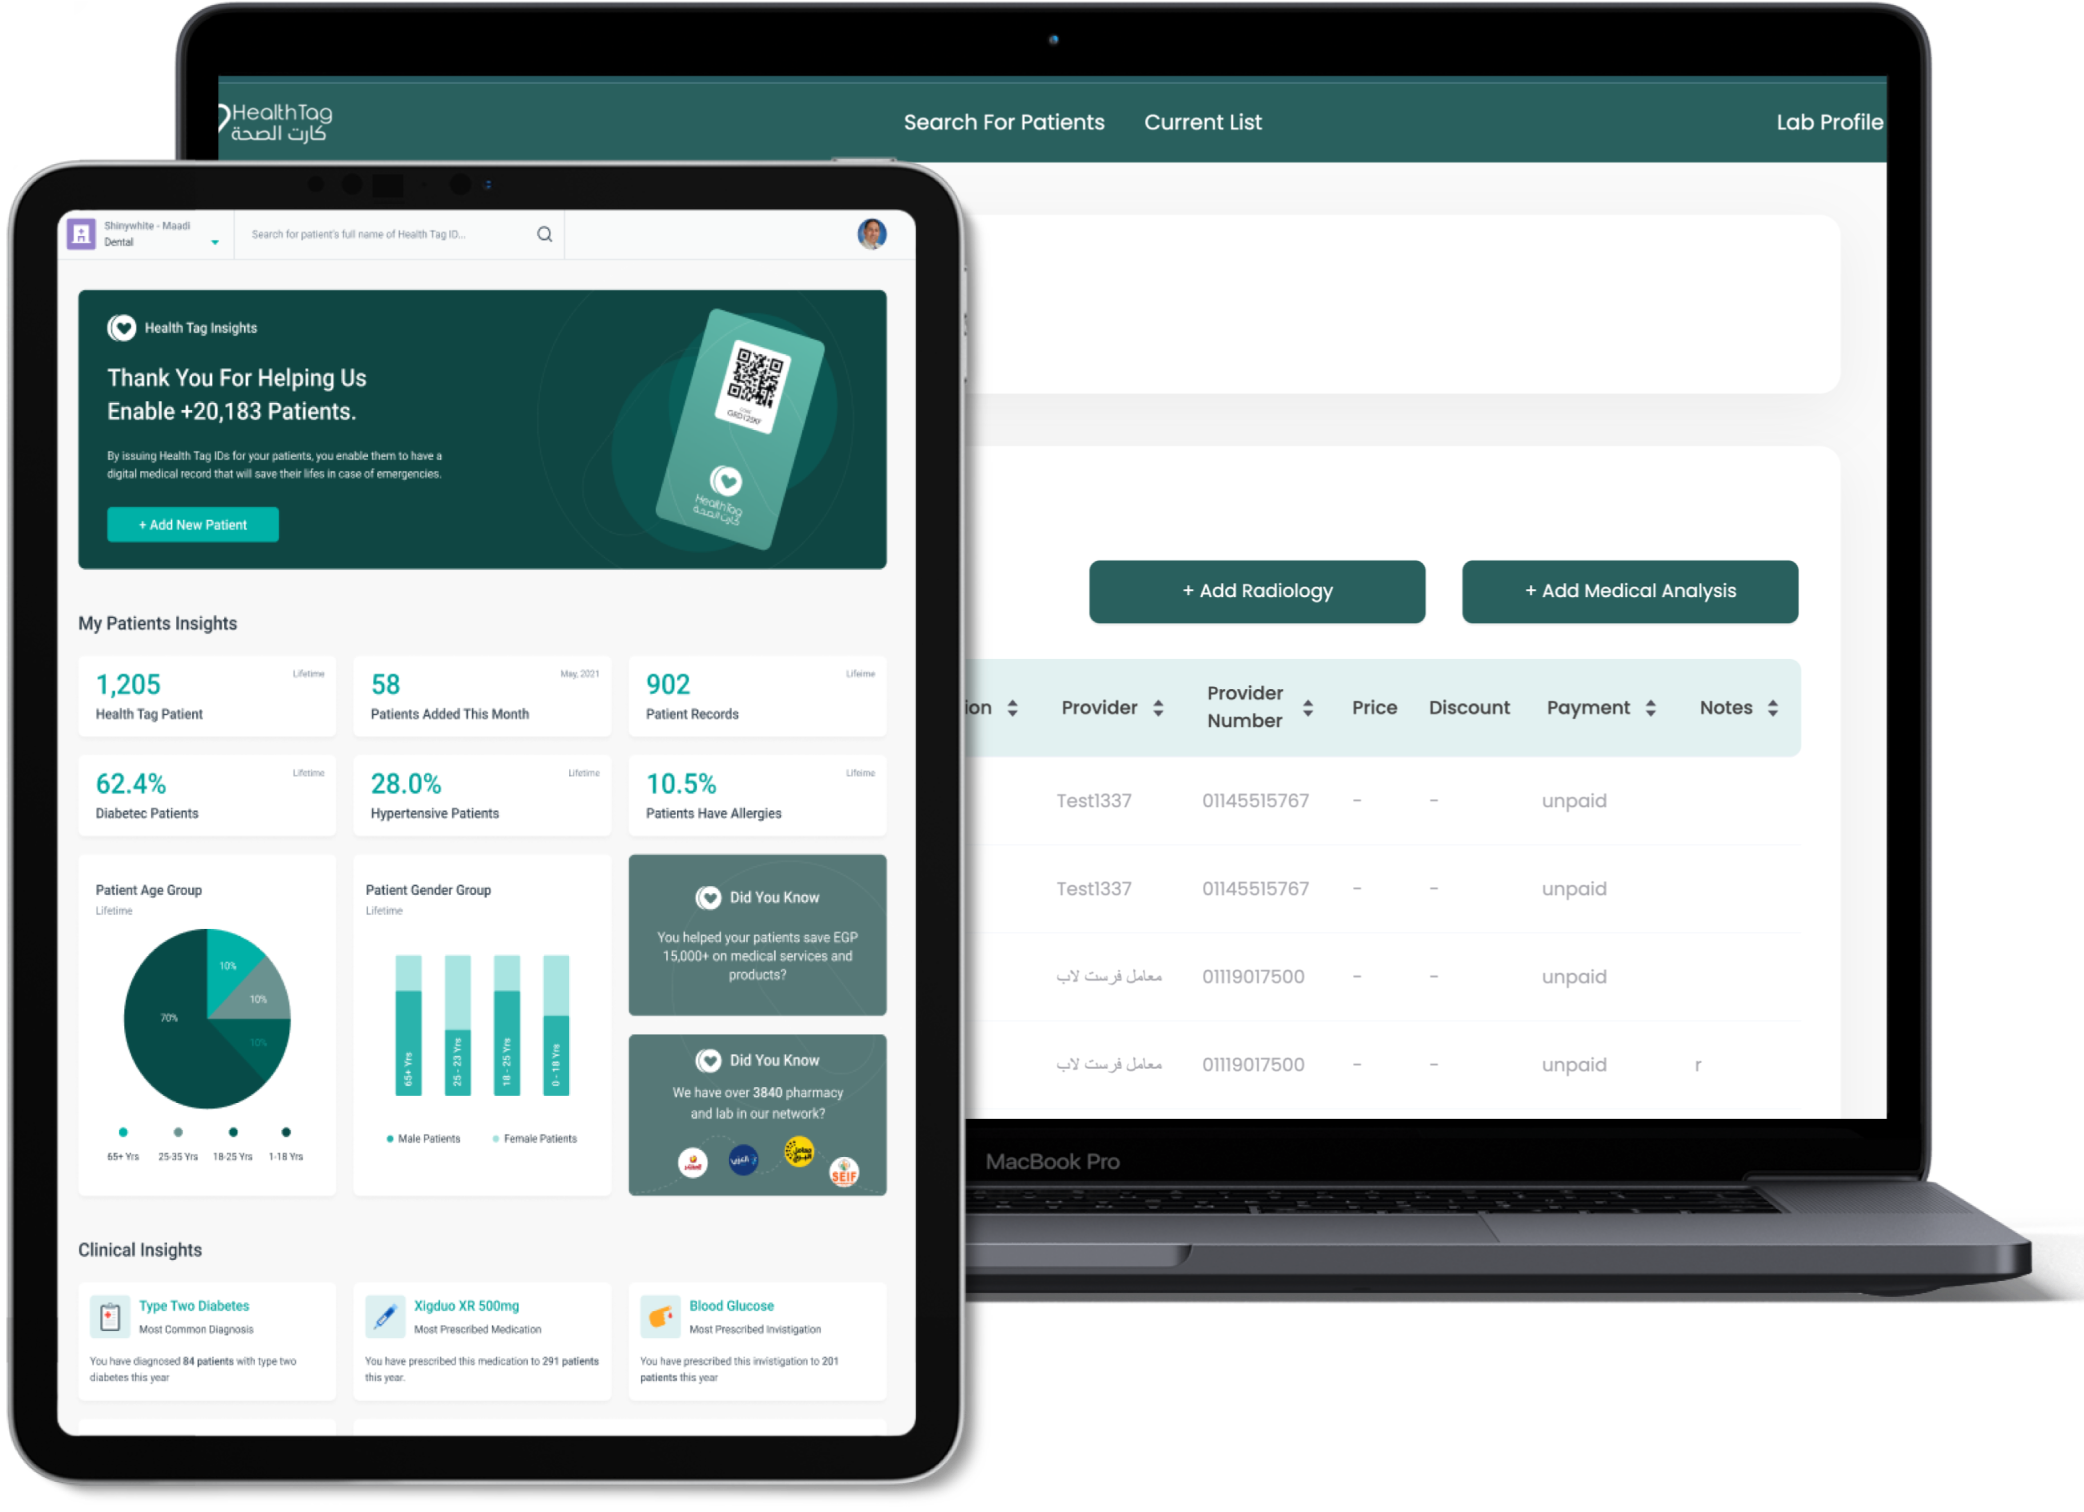 HealthTag
كارت الصحة
Search For Patients
Current List
Lab Profile
+ Add Radiology
+ Add Medical Analysis
ion
Provider
Provider Number
Price
Discount
Payment
Notes
Test1337 01145515767 - - unpaid
Test1337 01145515767 - - unpaid
معامل فرست لاب 01119017500 - - unpaid
معامل فرست لاب 01119017500 - - unpaid r
MacBook Pro
Shinywhite - Maadi
Dental
Search for patient's full name of Health Tag ID...
Health Tag Insights
Thank You For Helping Us
Enable +20,183 Patients.
By issuing Health Tag IDs for your patients, you enable them to have a
digital medical record that will save their lifes in case of emergencies.
+ Add New Patient
HealthTag
كارت الصحة
My Patients Insights
1,205
Lifetime
Health Tag Patient
58
May, 2021
Patients Added This Month
902
Lifeime
Patient Records
62.4%
Lifetime
Diabetec Patients
28.0%
Lifetime
Hypertensive Patients
10.5%
Lifeime
Patients Have Allergies
Patient Age Group
Lifetime
10%
10%
70%
10%
65+ Yrs
25-35 Yrs
18-25 Yrs
1-18 Yrs
Patient Gender Group
Lifetime
65+ Yrs
25 - 23 Yrs
18 - 25 Yrs
0 - 18 Yrs
Male Patients
Female Patients
Did You Know
You helped your patients save EGP
15,000+ on medical services and
products?
Did You Know
We have over 3840 pharmacy
and lab in our network?
SEIF
Clinical Insights
Type Two Diabetes
Most Common Diagnosis
You have diagnosed 84 patients with type two
diabetes this year
Xigduo XR 500mg
Most Prescribed Medication
You have prescribed this medication to 291 patients
this year.
Blood Glucose
Most Prescribed Invistigation
You have prescribed this invistigation to 201
patients this year